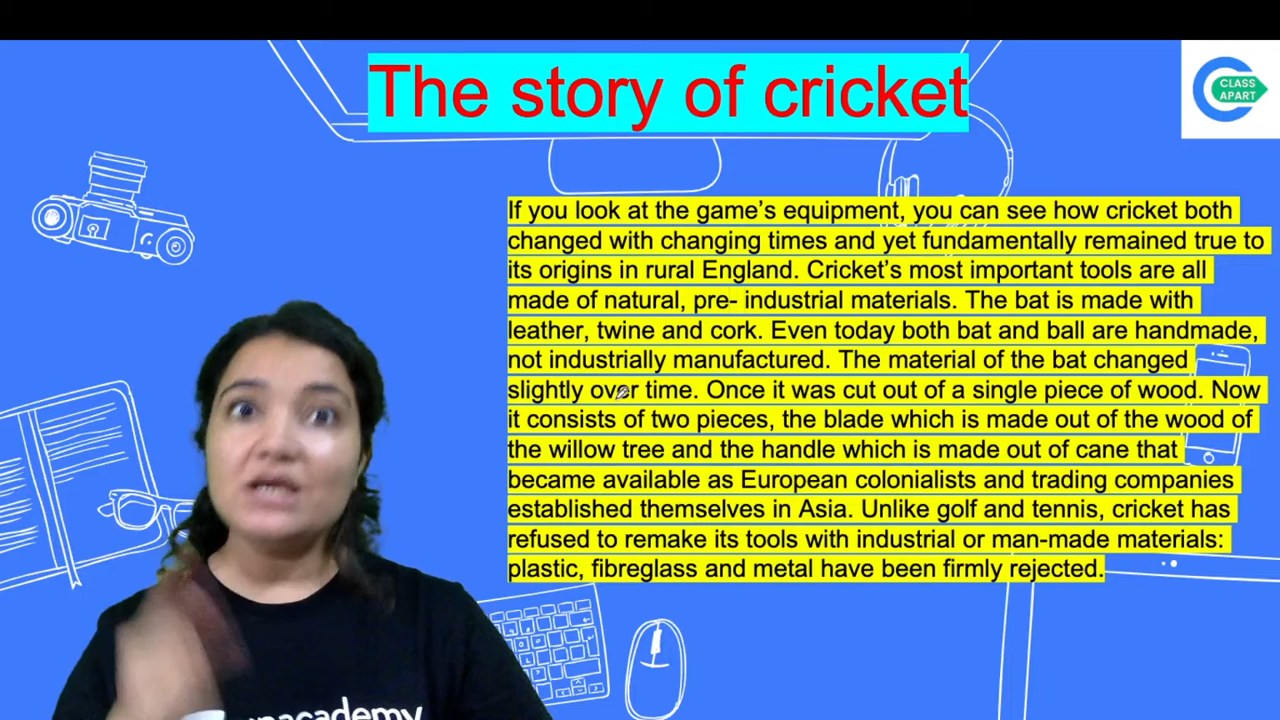 The story of cricket
CLASS
APART
If you look at the game’s equipment, you can see how cricket both
changed with changing times and yet fundamentally remained true to
its origins in rural England. Cricket’s most important tools are all
made of natural, pre- industrial materials. The bat is made with
leather, twine and cork. Even today both bat and ball are handmade,
not industrially manufactured. The material of the bat changed
slightly over time. Once it was cut out of a single piece of wood. Now
it consists of two pieces, the blade which is made out of the wood of
the willow tree and the handle which is made out of cane that
became available as European colonialists and trading companies
established themselves in Asia. Unlike golf and tennis, cricket has
refused to remake its tools with industrial or man-made materials:
plastic, fibreglass and metal have been firmly rejected.